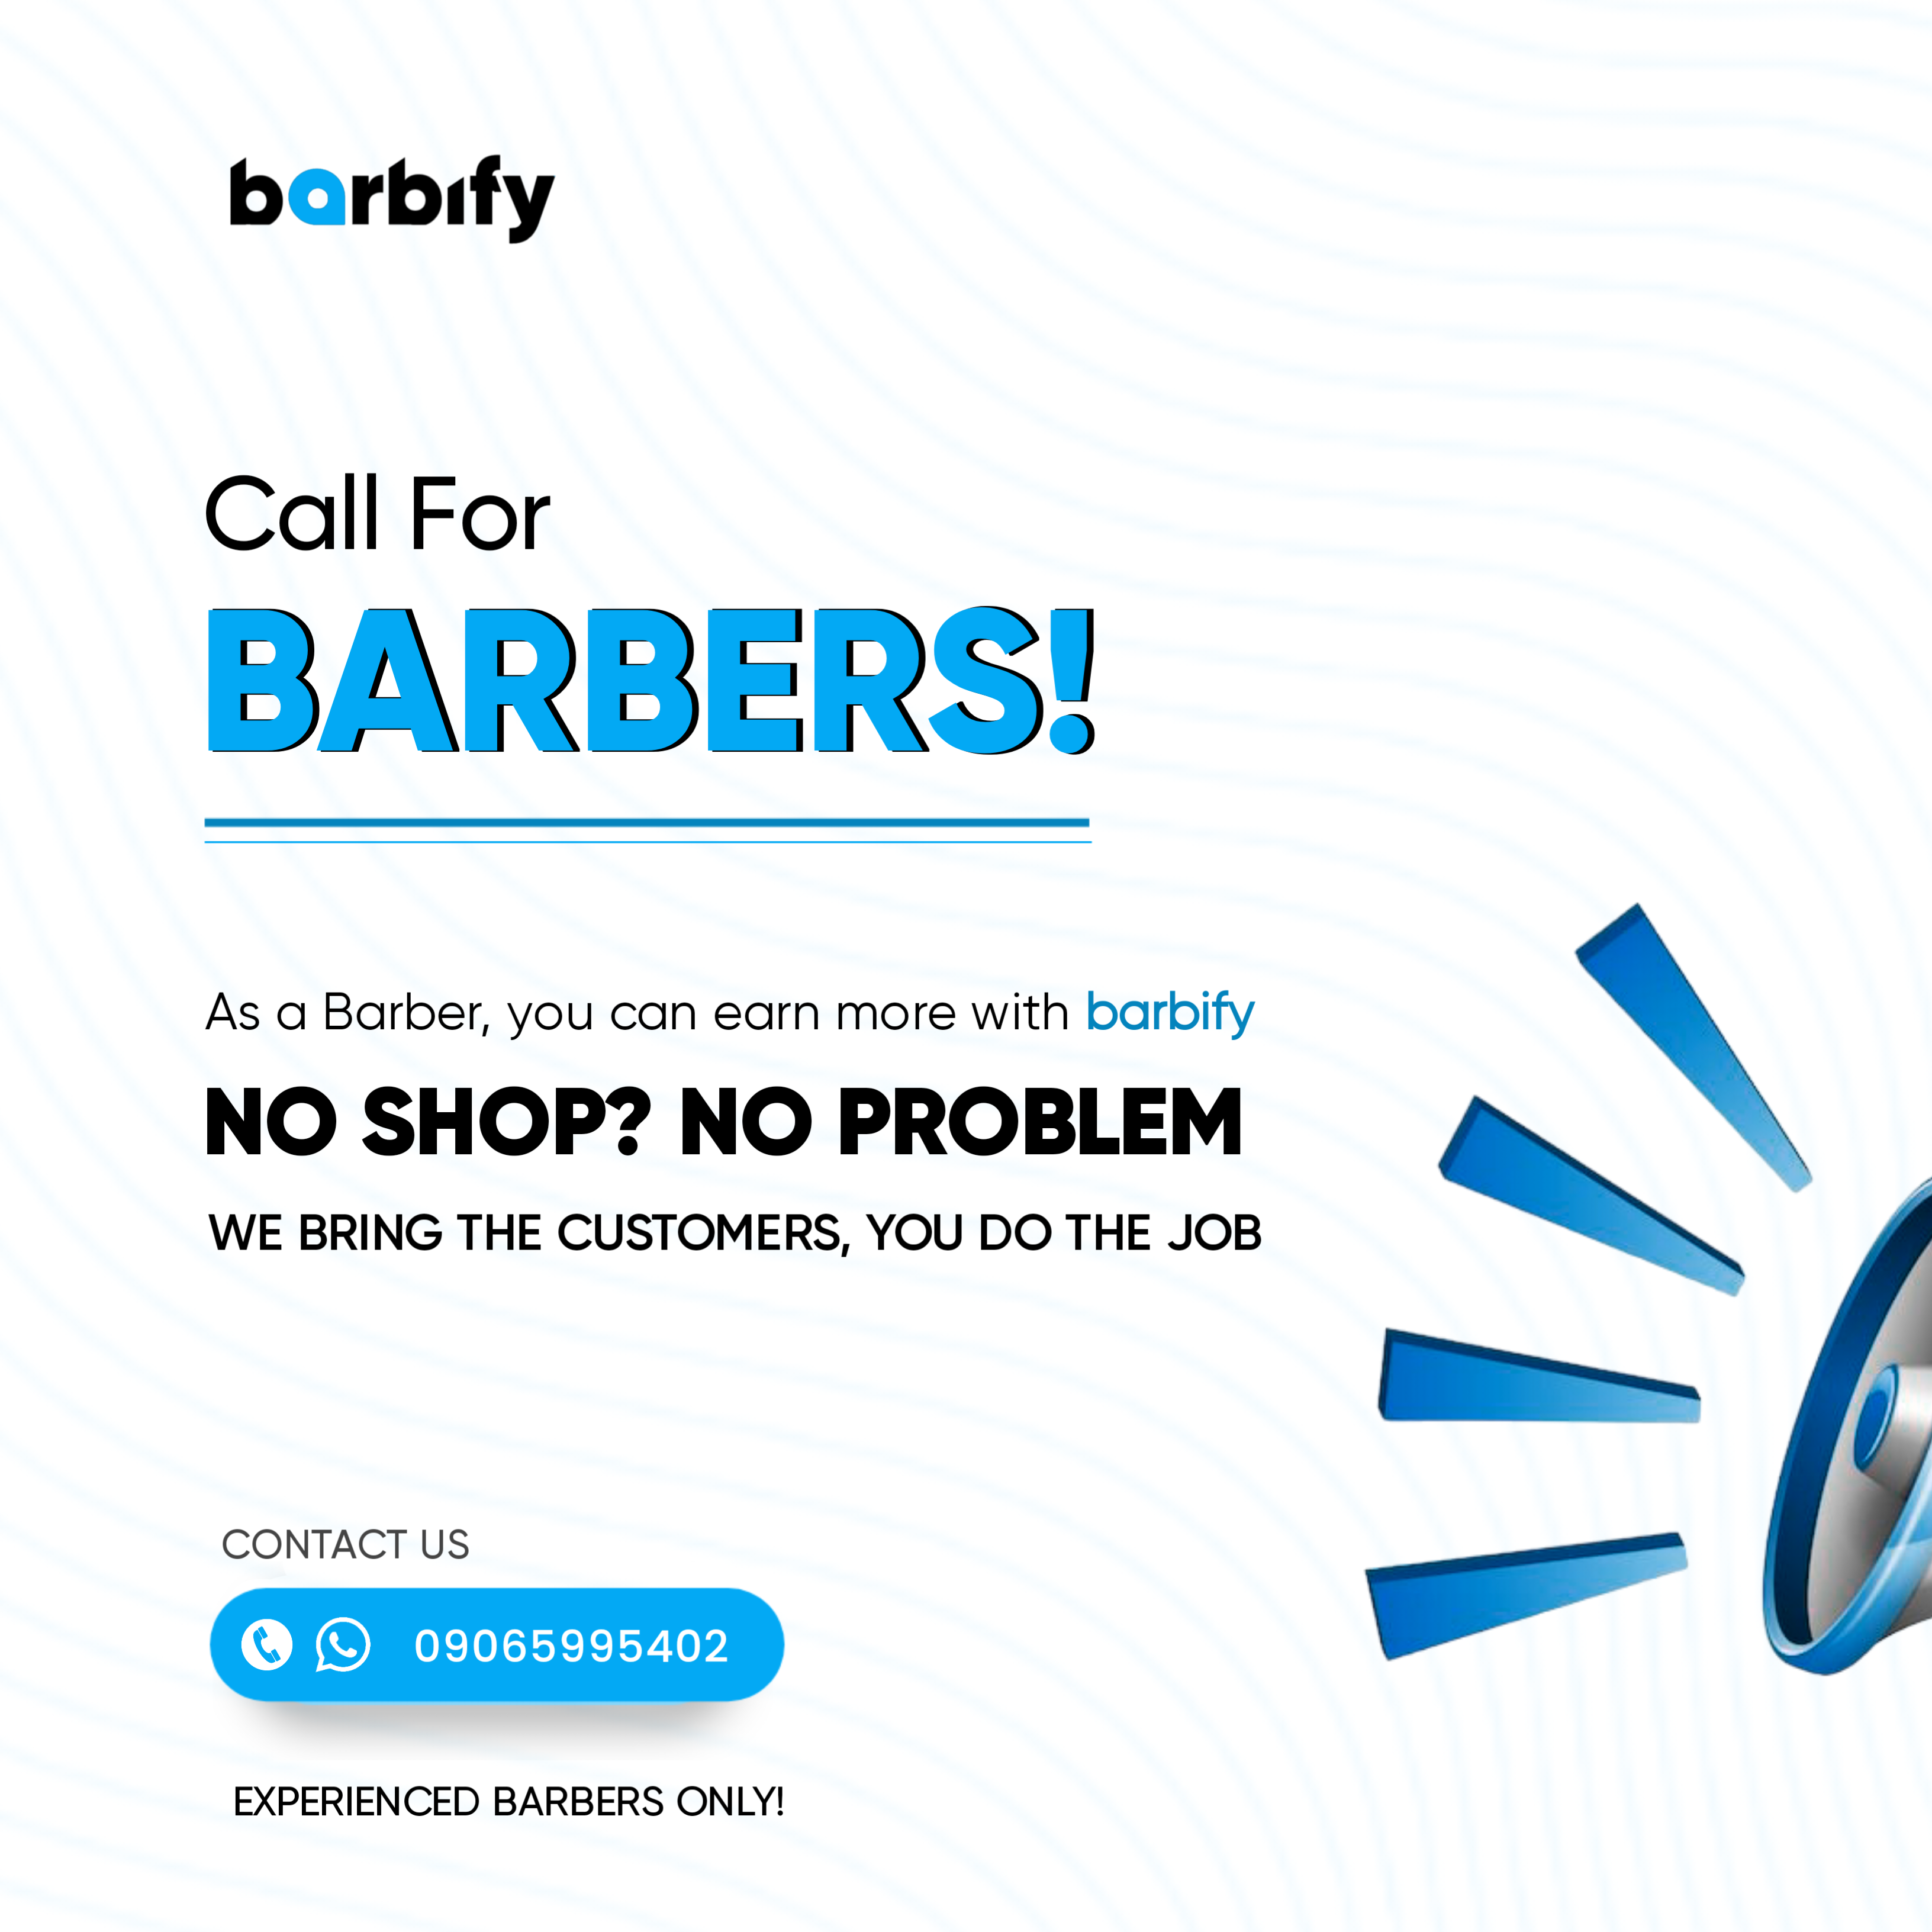 barbify
Call For
BARBERS!
As a Barber, you can earn more with barbify
NO SHOP? NO PROBLEM
WE BRING THE CUSTOMERS, YOU DO THE JOB
CONTACT US
09065995402
EXPERIENCED BARBERS ONLY!